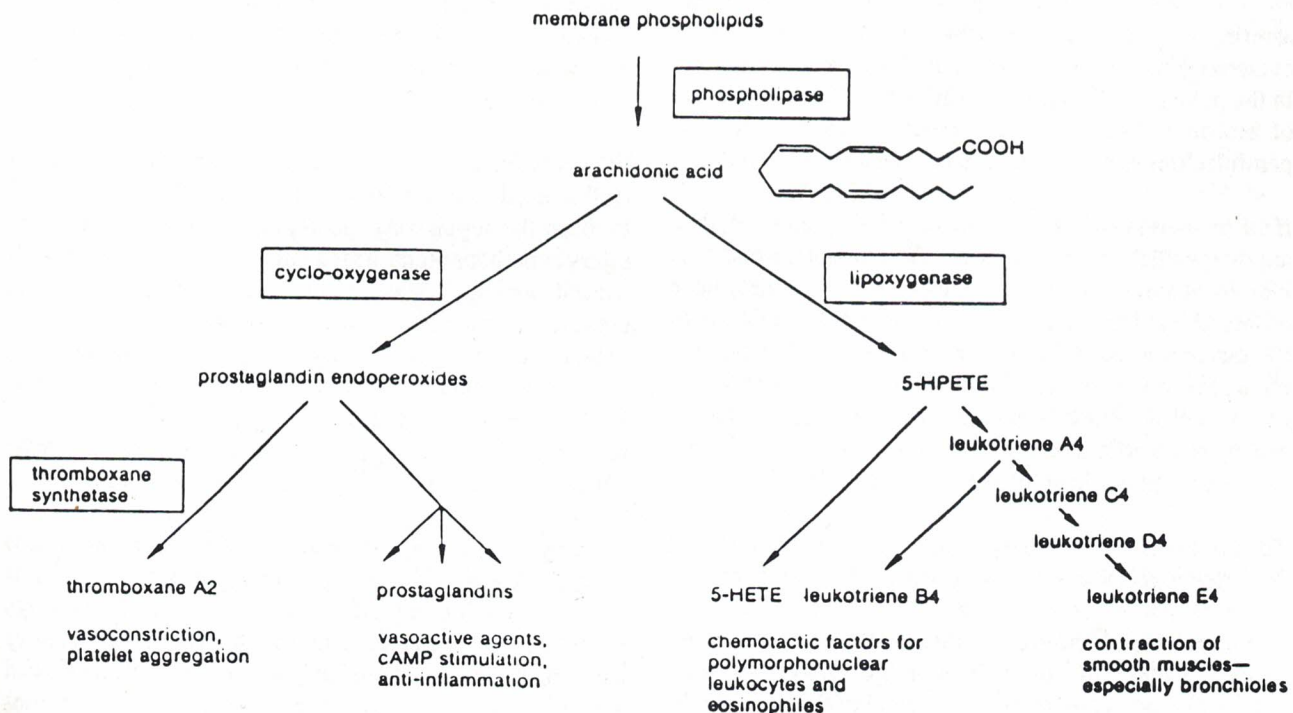 membrane phospholipids
phospholipase
arachidonic acid
COOH
cyclo-oxygenase
lipoxygenase
prostaglandin endoperoxides
5-HPETE
leukotriene A4
thromboxane
synthetase
leukotriene C4
leukotriene D4
thromboxane A2
prostaglandins
5-HETE
leukotriene B4
leukotriene E4
vasoconstriction,
platelet aggregation
vasoactive agents,
cAMP stimulation,
anti-inflammation
chemotactic factors for
polymorphonuclear
leukocytes and
eosinophiles
contraction of
smooth muscles—
especially bronchioles